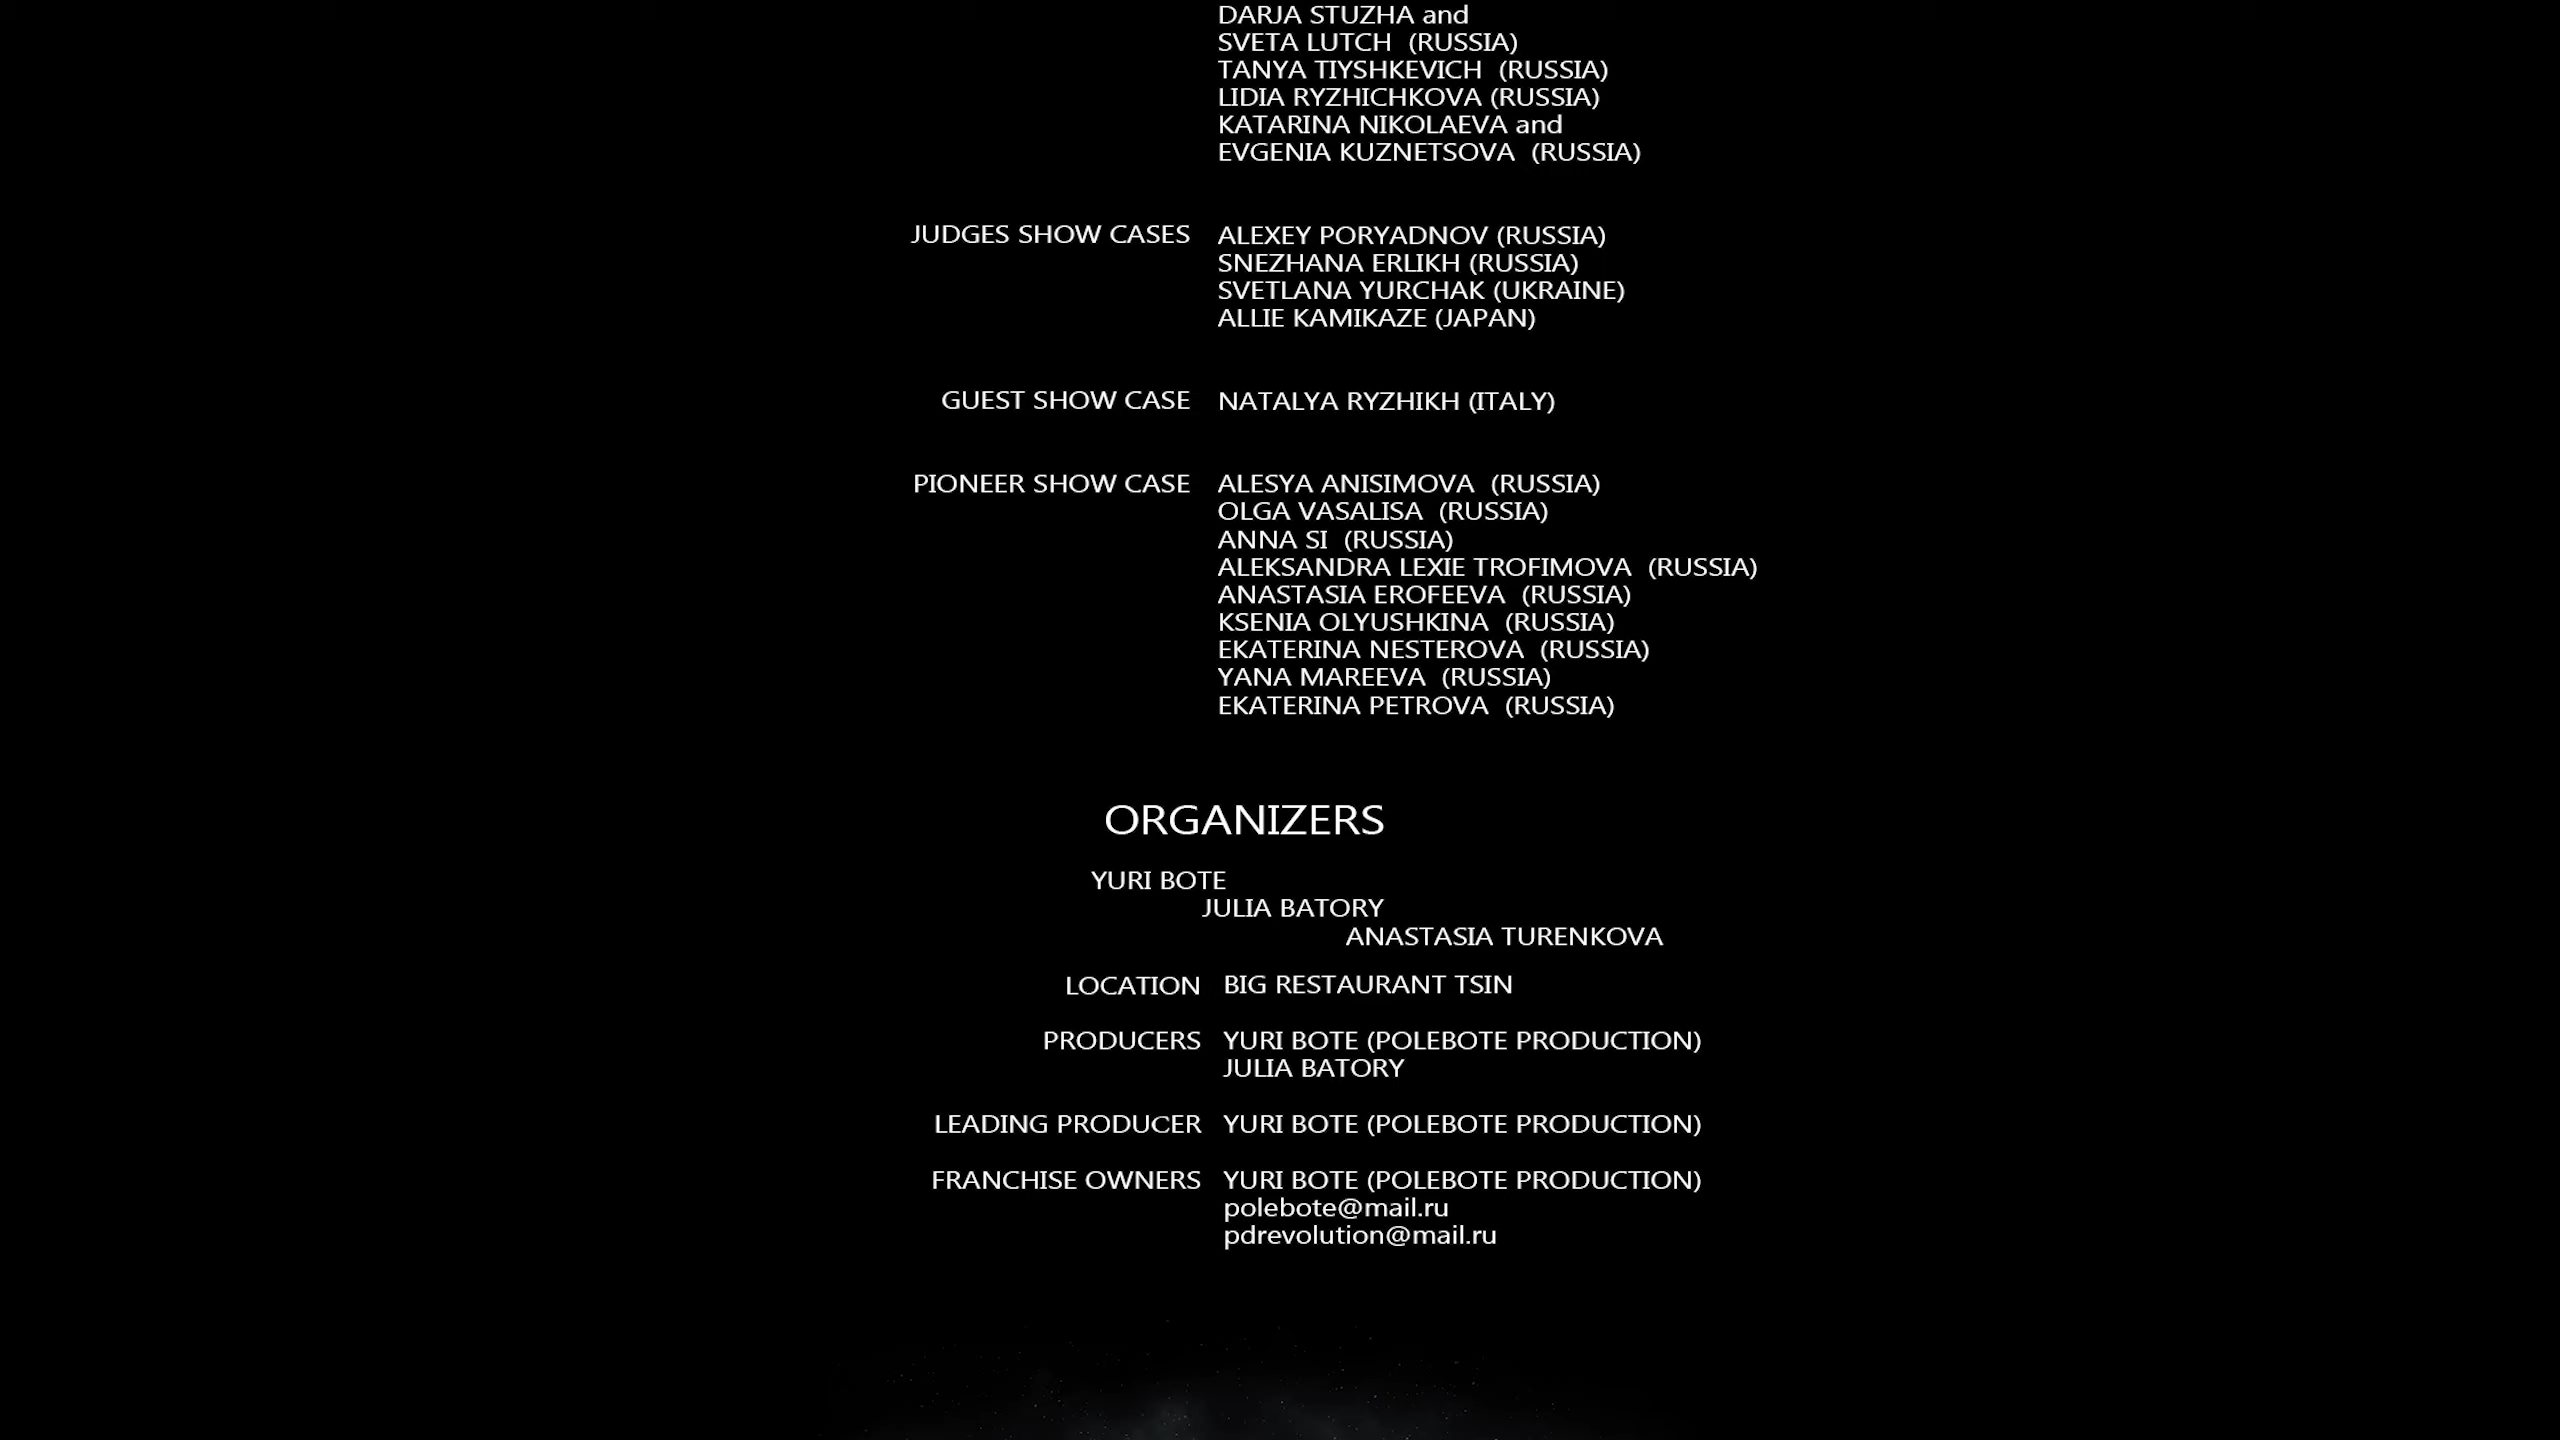 DARJA STUZHA and
SVETA LUTCH (RUSSIA)
TANYA TIYSHKEVICH (RUSSIA)
LIDIA RYZHICHKOVA (RUSSIA)
KATARINA NIKOLAEVA and
EVGENIA KUZNETSOVA (RUSSIA)
JUDGES SHOW CASES ALEXEY PORYADNOV (RUSSIA)
SNEZHANA ERLIKH (RUSSIA)
SVETLANA YURCHAK (UKRAINE)
ALLIE KAMIKAZE (JAPAN)
GUEST SHOW CASE NATALYA RYZHIKH (ITALY)
PIONEER SHOW CASE ALESYA ANISIMOVA (RUSSIA)
OLGA VASALISA (RUSSIA)
ANNA SI (RUSSIA)
ALEKSANDRA LEXIE TROFIMOVA (RUSSIA)
ANASTASIA EROFEEVA (RUSSIA)
KSENIA OLYUSHKINA (RUSSIA)
EKATERINA NESTEROVA (RUSSIA)
YANA MAREEVA (RUSSIA)
EKATERINA PETROVA (RUSSIA)
ORGANIZERS
YURI BOTE
JULIA BATORY
ANASTASIA TURENKOVA
LOCATION BIG RESTAURANT TSIN
PRODUCERS YURI BOTE (POLEBOTE PRODUCTION)
JULIA BATORY
LEADING PRODUCER YURI BOTE (POLEBOTE PRODUCTION)
FRANCHISE OWNERS YURI BOTE (POLEBOTE PRODUCTION)
polebote@mail.ru
pdrevolution@mail.ru